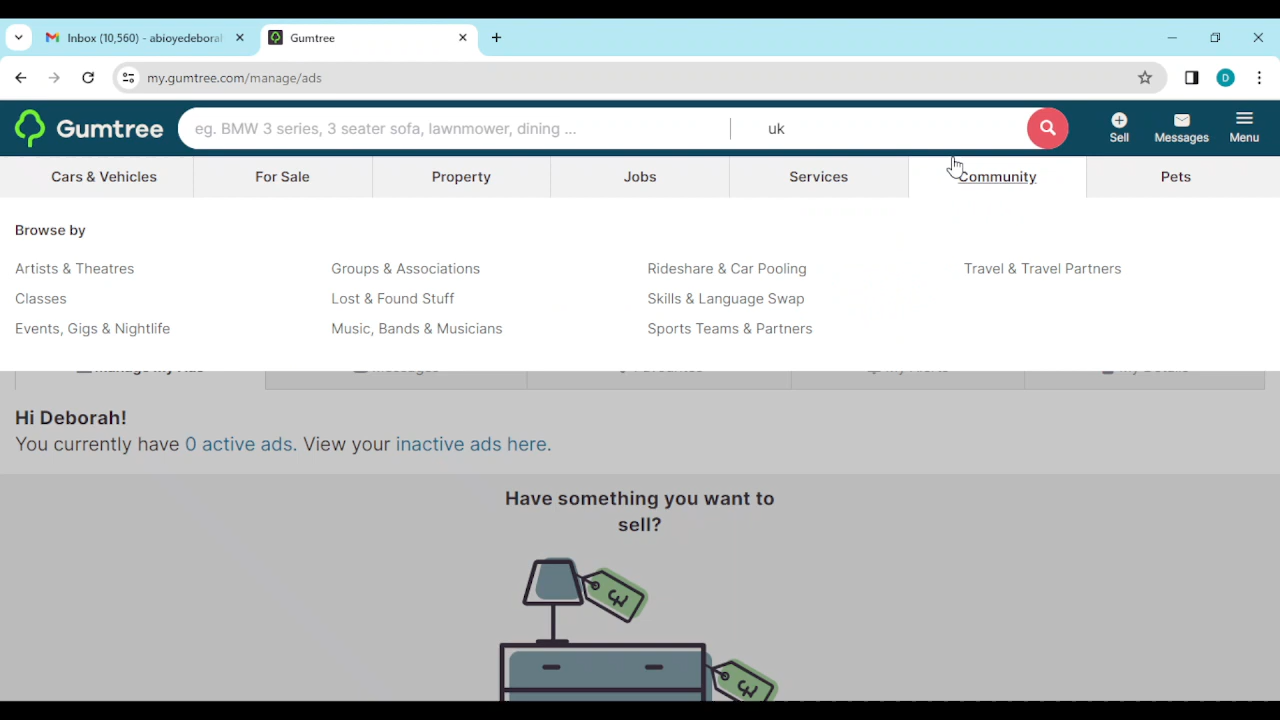 Inbox (10,560) - abioyedeborah
Gumtree
my.gumtree.com/manage/ads
D
Gumtree
eg. BMW 3 series, 3 seater sofa, lawnmower, dining ...
uk
Sell
Messages
Menu
Cars & Vehicles
For Sale
Property
Jobs
Services
Community
Pets
Browse by
Artists & Theatres
Groups & Associations
Rideshare & Car Pooling
Travel & Travel Partners
Classes
Lost & Found Stuff
Skills & Language Swap
Events, Gigs & Nightlife
Music, Bands & Musicians
Sports Teams & Partners
Hi Deborah!
You currently have 0 active ads. View your inactive ads here.
Have something you want to
sell?
£
£